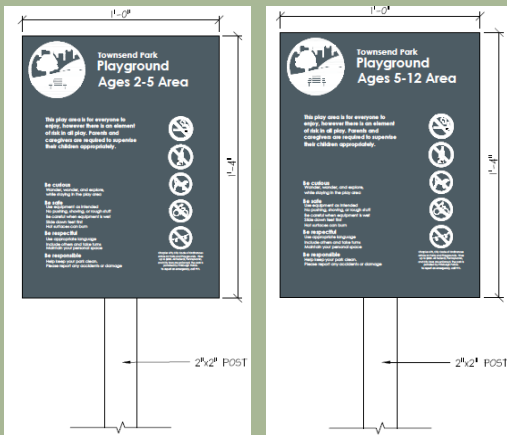 1'-0"
Townsend Park
Playground
Ages 2-5 Area
This play area is for everyone to
enjoy, however there is an element
of risk in all play. Parents and
caregivers are required to supervise
their children appropriately.
Be curious
Wander, wonder, and explore,
while staying in the play area
Be safe
Use equipment as intended
No pushing, shoving, or rough stuff
Be careful when equipment is wet
Slide down feet first
Hot surfaces can burn
Be respectful
Use appropriate language
Include others and take turns
Maintain your personal space
Be responsible
Help keep your park clean.
Please report any accidents or damage
1'-4"
2"x2" POST
1'-0"
Townsend Park
Playground
Ages 5-12 Area
This play area is for everyone to
enjoy, however there is an element
of risk in all play. Parents and
caregivers are required to supervise
their children appropriately.
Be curious
Wander, wonder, and explore,
while staying in the play area
Be safe
Use equipment as intended
No pushing, shoving, or rough stuff
Be careful when equipment is wet
Slide down feet first
Hot surfaces can burn
Be respectful
Use appropriate language
Include others and take turns
Maintain your personal space
Be responsible
Help keep your park clean.
Please report any accidents or damage
1'-4"
2"x2" POST